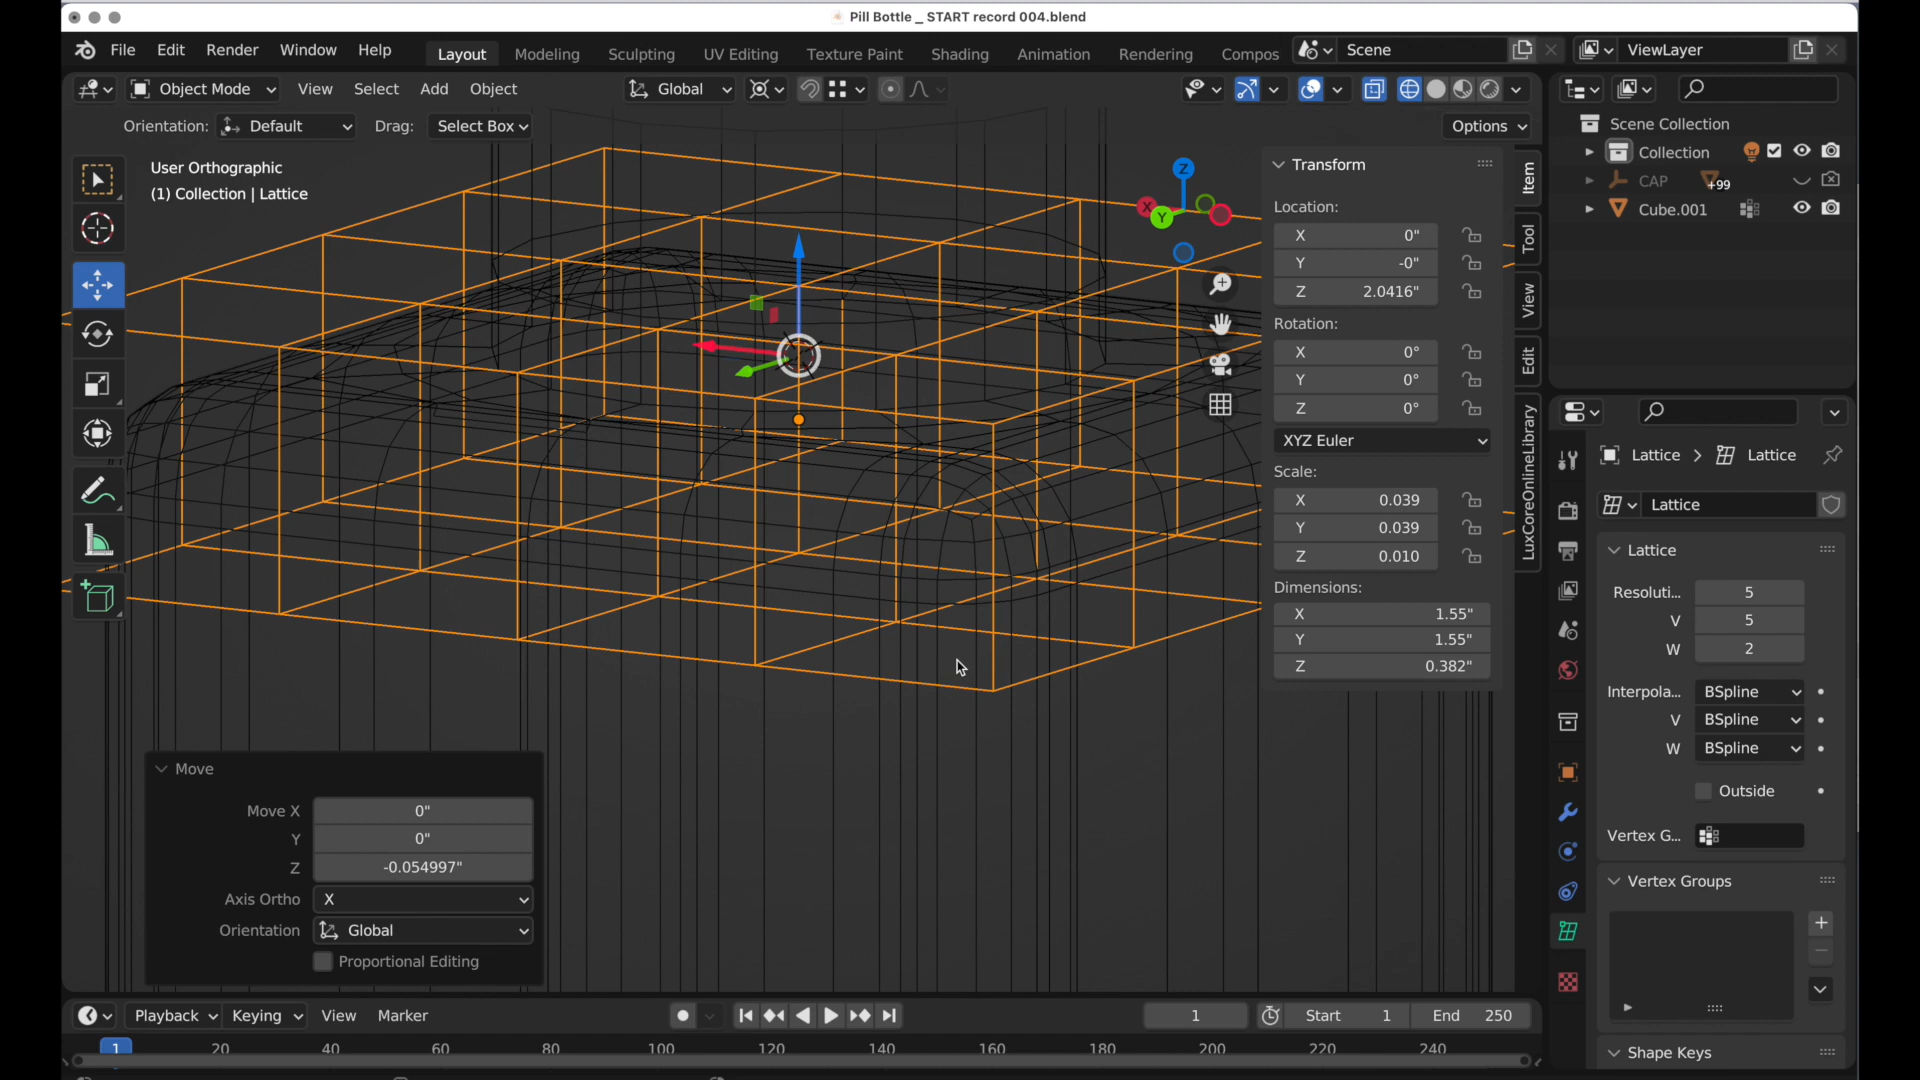 Pill Bottle _ START record 004.blend
File Edit Render Window Help
Layout Modeling Sculpting UV Editing Texture Paint Shading Animation Rendering Compos
Scene
ViewLayer
Object Mode View Select Add Object
Global
Orientation: Default Drag: Select Box
Options
User Orthographic
(1) Collection | Lattice
Z
X
Y
Transform
Location:
X 0"
Y -0"
Z 2.0416"
Rotation:
X 0°
Y 0°
Z 0°
XYZ Euler
Scale:
X 0.039
Y 0.039
Z 0.010
Dimensions:
X 1.55"
Y 1.55"
Z 0.382"
Item
Tool
View
Edit
LuxCoreOnlineLibrary
Scene Collection
Collection
CAP +99
Cube.001
Lattice > Lattice
Lattice
Lattice
Resoluti... 5
V 5
W 2
Interpola... BSpline
V BSpline
W BSpline
Outside
Vertex G...
Vertex Groups
Shape Keys
Move
Move X 0"
Y 0"
Z -0.054997"
Axis Ortho X
Orientation Global
Proportional Editing
Playback Keying View Marker
1
Start 1
End 250
1 20 40 60 80 100 120 140 160 180 200 220 240